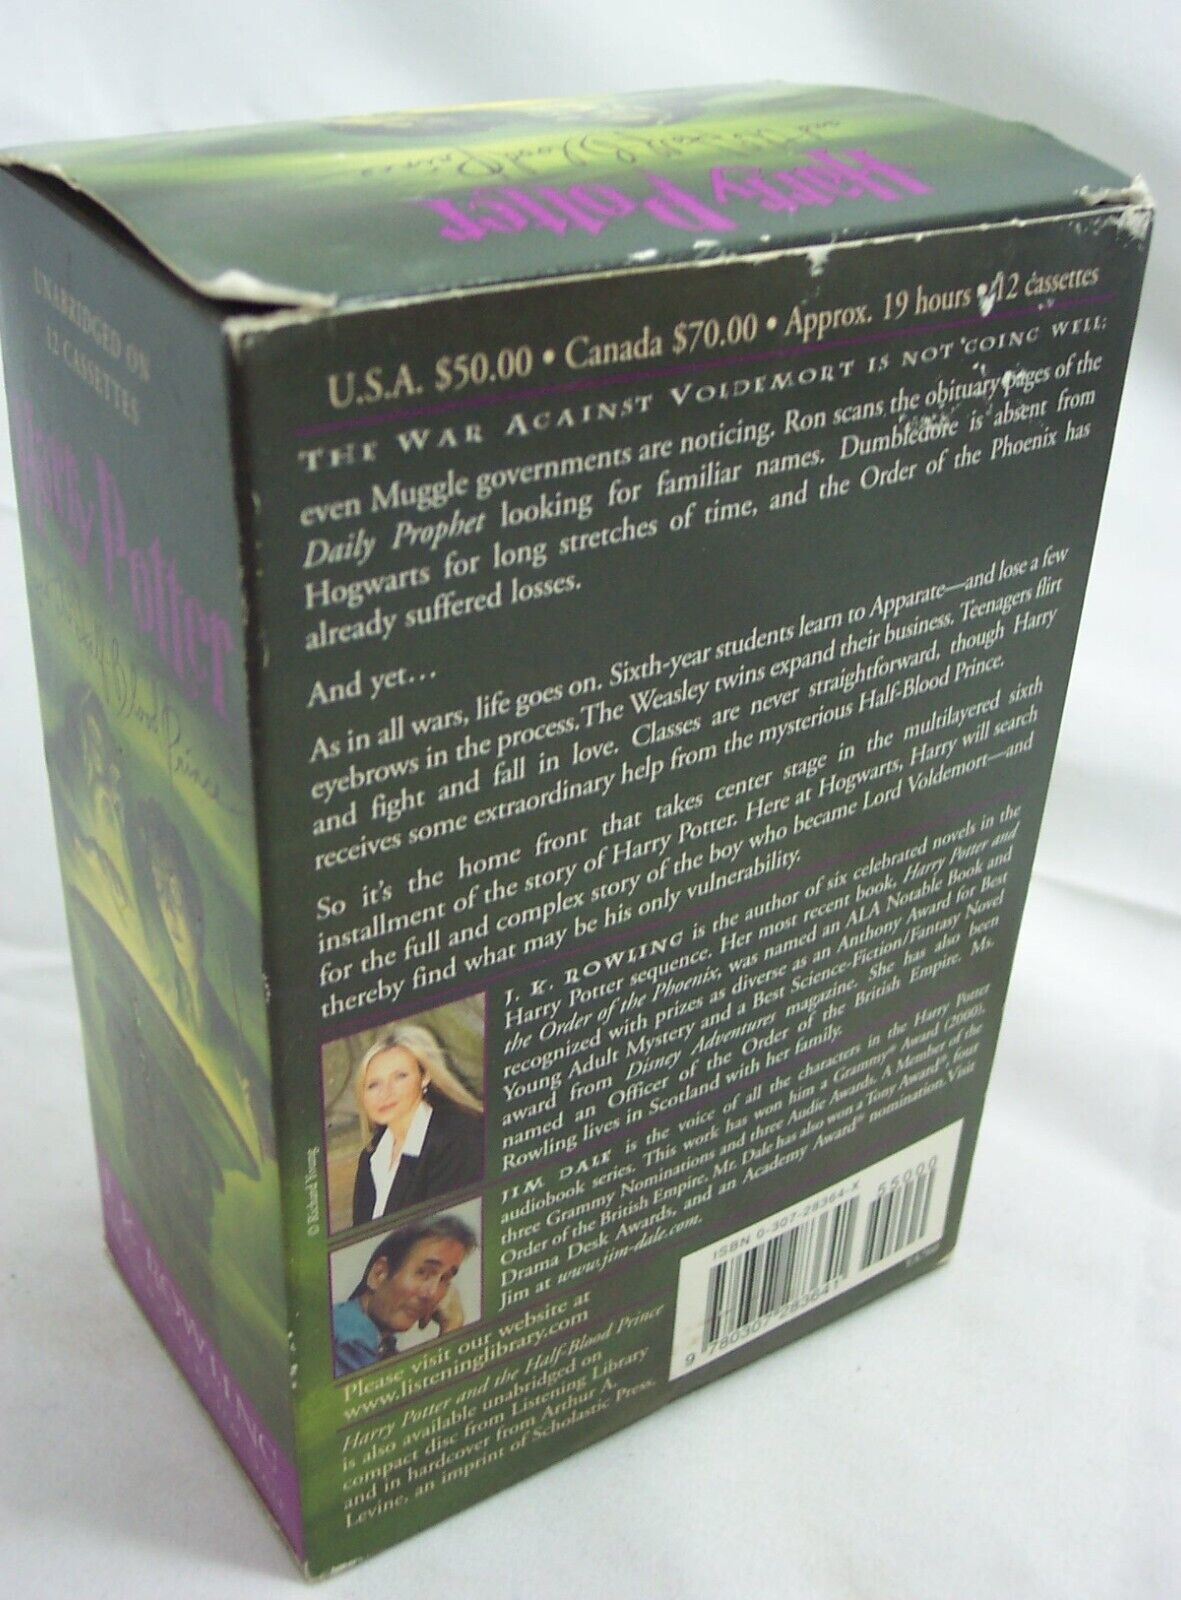 Harry Potter
and the Half-Blood Prince
UNABRIDGED ON
12 CASSETTES
Harry Potter
and the Half-Blood Prince
J. K. ROWLING
U.S.A. $50.00 • Canada $70.00 • Approx. 19 hours • 12 cassettes
THE WAR AGAINST VOLDEMORT IS NOT GOING WELL;
even Muggle governments are noticing. Ron scans the obituary pages of the
Daily Prophet looking for familiar names. Dumbledore is absent from
Hogwarts for long stretches of time, and the Order of the Phoenix has
already suffered losses.
And yet…
As in all wars, life goes on. Sixth-year students learn to Apparate—and lose a few
eyebrows in the process. The Weasley twins expand their business. Teenagers flirt
and fight and fall in love. Classes are never straightforward, though Harry
receives some extraordinary help from the mysterious Half-Blood Prince.
So it's the home front that takes center stage in the multilayered sixth
installment of the story of Harry Potter. Here at Hogwarts, Harry will search
for the full and complex story of the boy who became Lord Voldemort—and
thereby find what may be his only vulnerability.
J. K. ROWLING is the author of six celebrated novels in the
Harry Potter sequence. Her most recent book, Harry Potter and
the Order of the Phoenix, was named an ALA Notable Book and
recognized with prizes as diverse as an Anthony Award for Best
Young Adult Mystery and a Best Science-Fiction/Fantasy Novel
award from Disney Adventures magazine. She has also been
named an Officer of the Order of the British Empire. Ms.
Rowling lives in Scotland with her family.
© Richard Young
JIM DALE is the voice of all the characters in the Harry Potter
audiobook series. This work has won him a Grammy® Award (2000),
three Grammy Nominations and three Audie Awards. A Member of the
Order of the British Empire, Mr. Dale has also won a Tony Award®, four
Drama Desk Awards, and an Academy Award® nomination. Visit
Jim at www.jim-dale.com.
Please visit our website at
www.listeninglibrary.com
Harry Potter and the Half-Blood Prince
is also available unabridged on
compact disc from Listening Library
and in hardcover from Arthur A.
Levine, an imprint of Scholastic Press.
ISBN 0-307-28364-X
55000
9 780307 283641